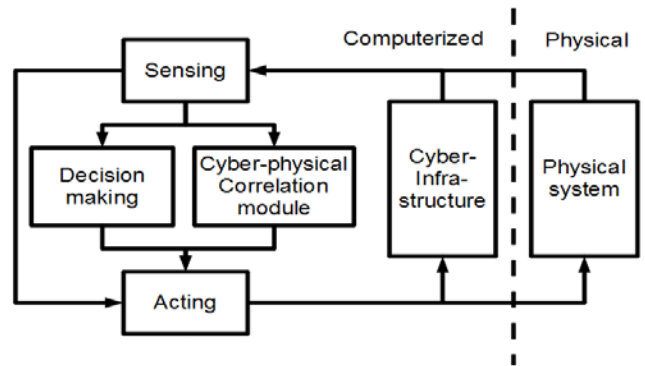 Computerized
Physical
Sensing
Decision
making
Cyber-physical
Correlation
module
Cyber-
Infra-
structure
Physical
system
Acting